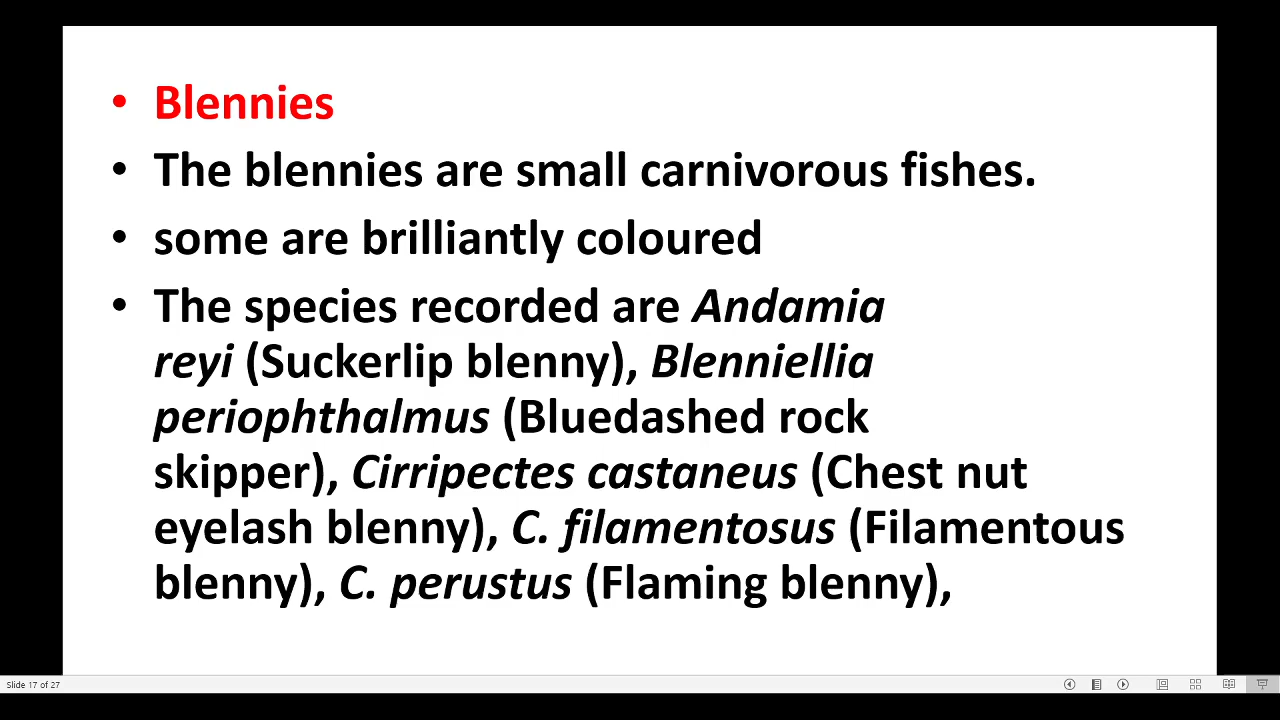 • Blennies
• The blennies are small carnivorous fishes.
• some are brilliantly coloured
• The species recorded are Andamia
reyi (Suckerlip blenny), Blenniellia
periophthalmus (Bluedashed rock
skipper), Cirripectes castaneus (Chest nut
eyelash blenny), C. filamentosus (Filamentous
blenny), C. perustus (Flaming blenny),
Slide 17 of 27